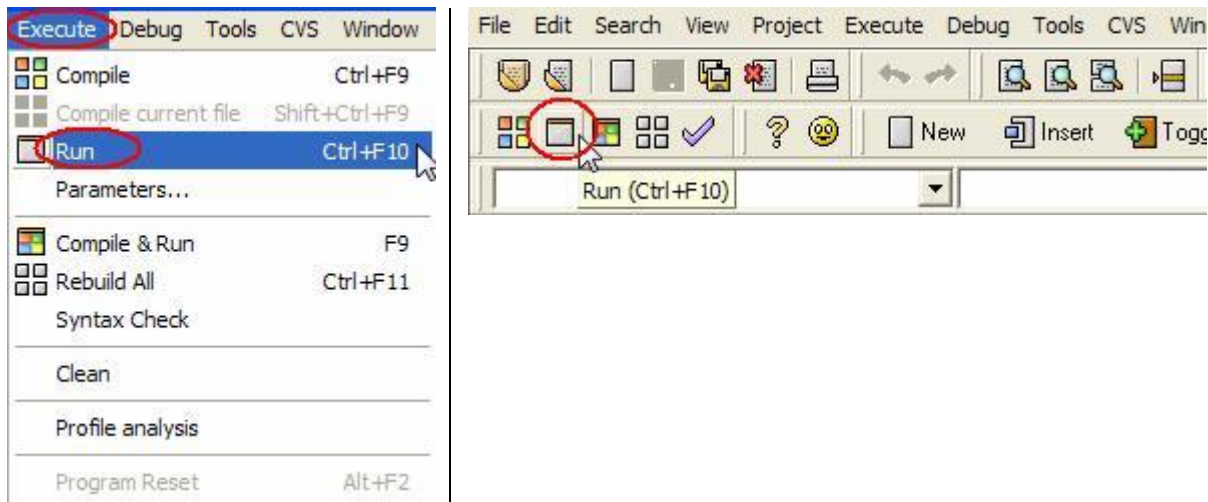 Execute Debug Tools CVS Window
Compile Ctrl+F9
Compile current file Shift+Ctrl+F9
Run Ctrl+F10
Parameters...
Compile & Run F9
Rebuild All Ctrl+F11
Syntax Check
Clean
Profile analysis
Program Reset Alt+F2
File Edit Search View Project Execute Debug Tools CVS Win
New Insert Togg
Run (Ctrl+F10)